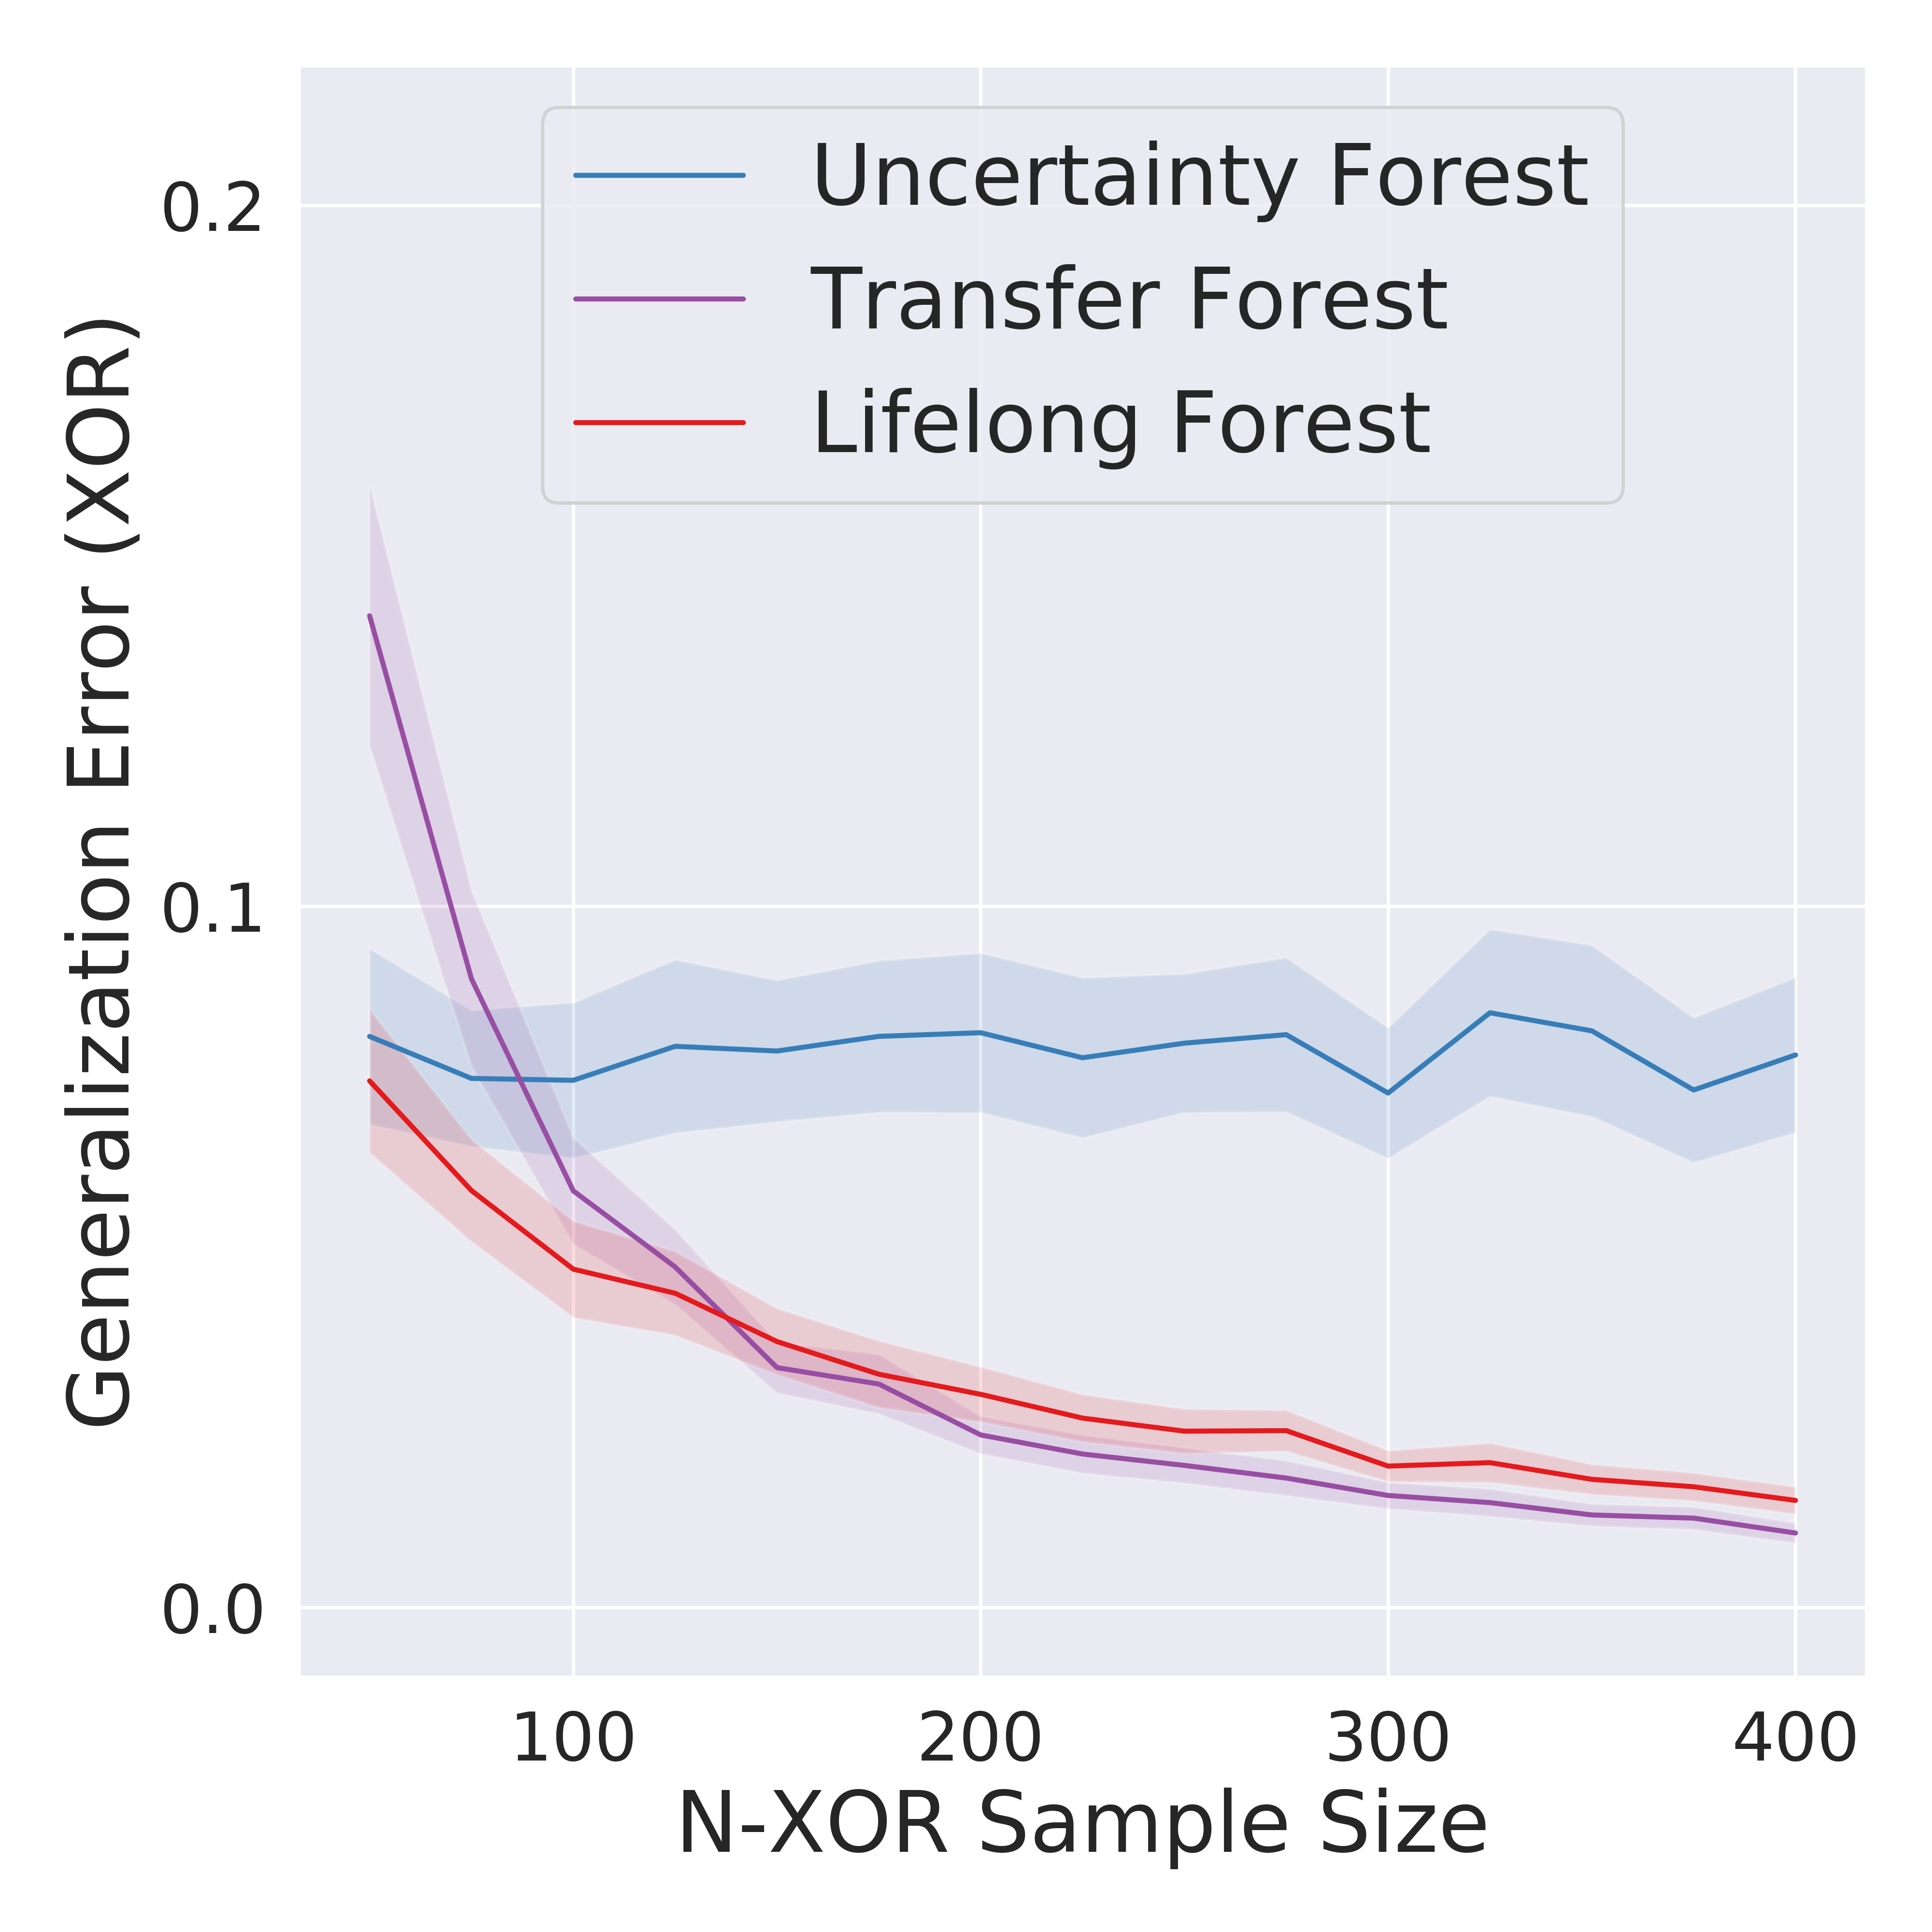 Generalization Error (XOR)
0.2
0.1
0.0
Uncertainty Forest
Transfer Forest
Lifelong Forest
100 200 300 400
N-XOR Sample Size